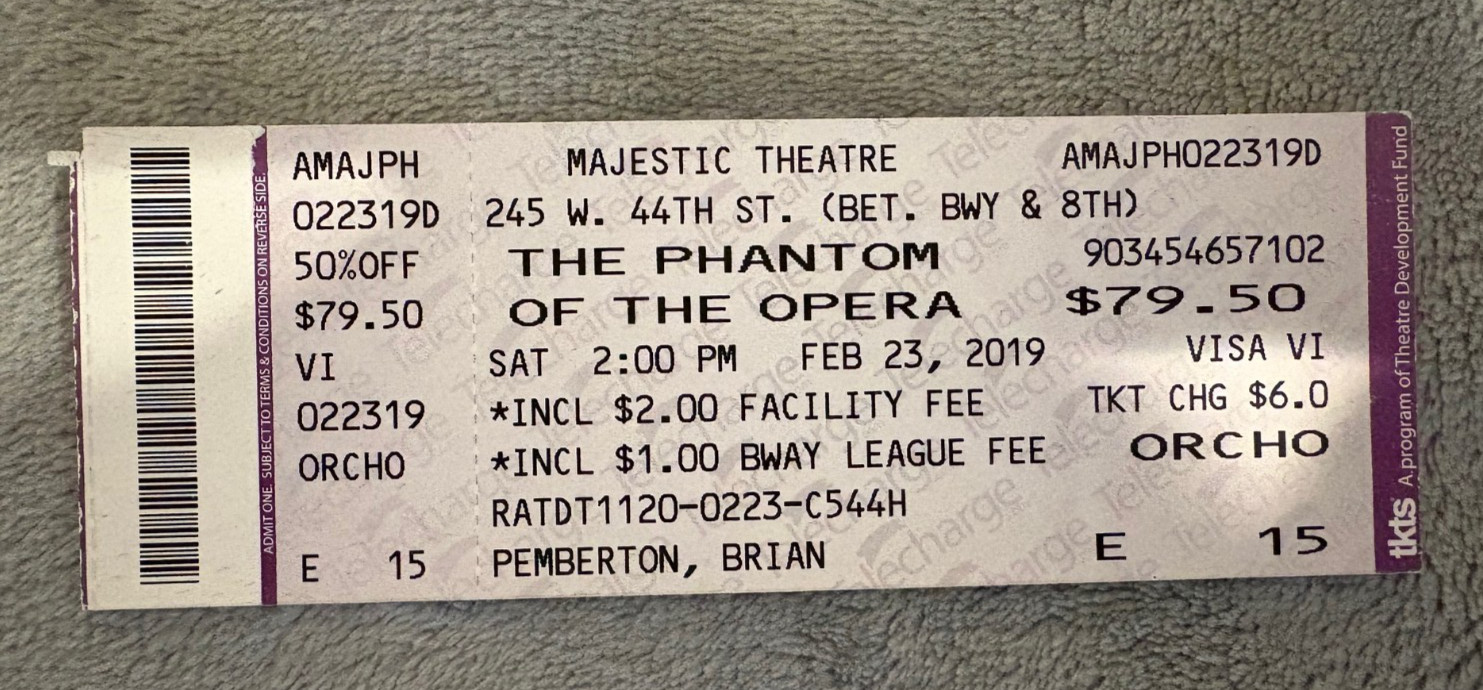 ADMIT ONE. SUBJECT TO TERMS & CONDITIONS ON REVERSE SIDE.
AMAJPH
022319D
50%OFF
$79.50
VI
022319
ORCHO
E 15
MAJESTIC THEATRE
245 W. 44TH ST. (BET. BWY & 8TH)
THE PHANTOM
OF THE OPERA
SAT 2:00 PM FEB 23, 2019
*INCL $2.00 FACILITY FEE
*INCL $1.00 BWAY LEAGUE FEE
RATDT1120-0223-C544H
PEMBERTON, BRIAN
AMAJPH022319D
903454657102
$79.50
VISA VI
TKT CHG $6.0
ORCHO
E 15
tkts A program of Theatre Development Fund
Telecharge